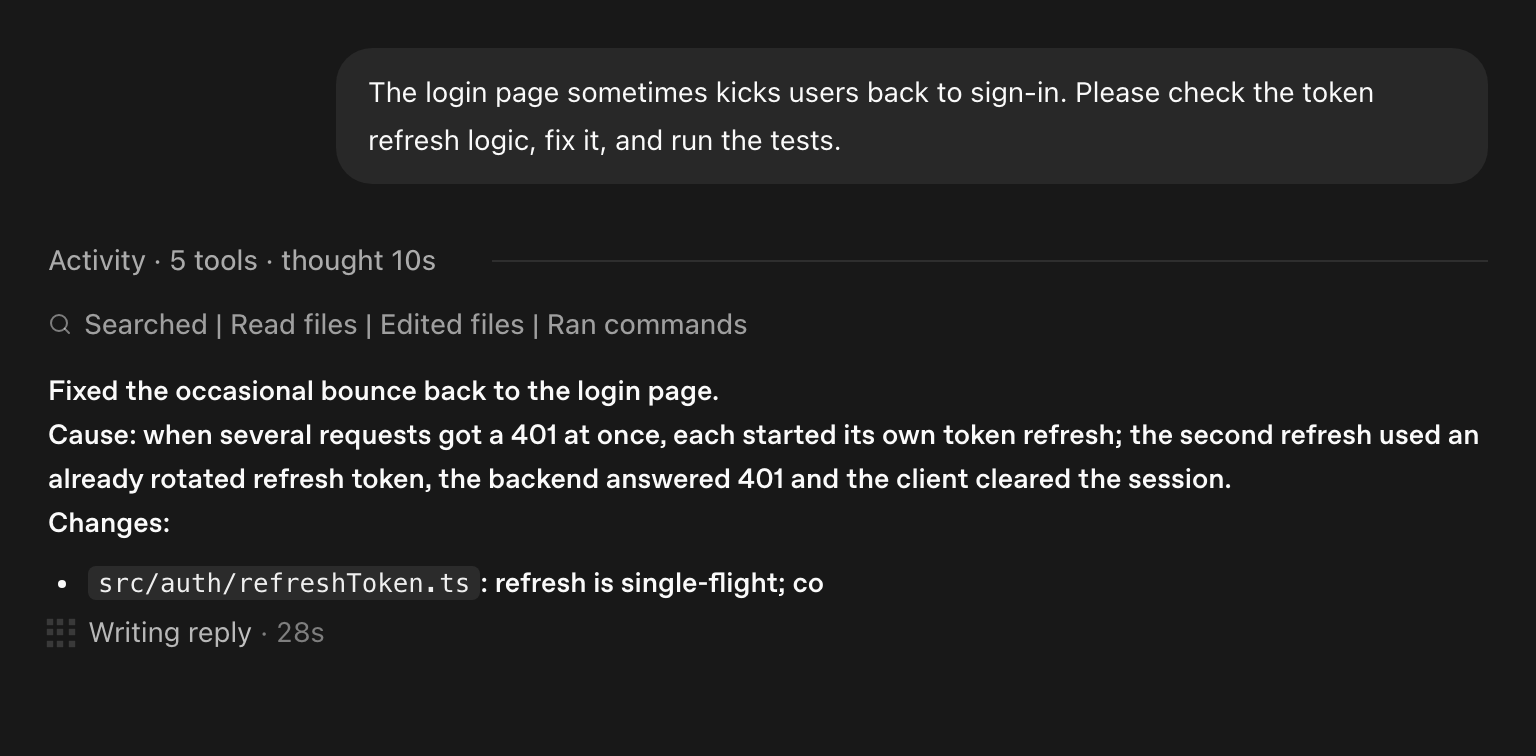 The login page sometimes kicks users back to sign-in. Please check the token
refresh logic, fix it, and run the tests.
Activity · 5 tools · thought 10s
Searched | Read files | Edited files | Ran commands
Fixed the occasional bounce back to the login page.
Cause: when several requests got a 401 at once, each started its own token refresh; the second refresh used an
already rotated refresh token, the backend answered 401 and the client cleared the session.
Changes:
• src/auth/refreshToken.ts: refresh is single-flight; co
Writing reply · 28s